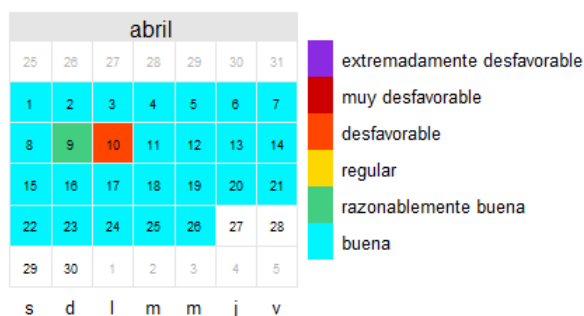 abril
25 26 27 28 29 30 31
1 2 3 4 5 6 7
8 9 10 11 12 13 14
15 16 17 18 19 20 21
22 23 24 25 26 27 28
29 30 1 2 3 4 5
s d l m m j v
extremadamente desfavorable
muy desfavorable
desfavorable
regular
razonablemente buena
buena